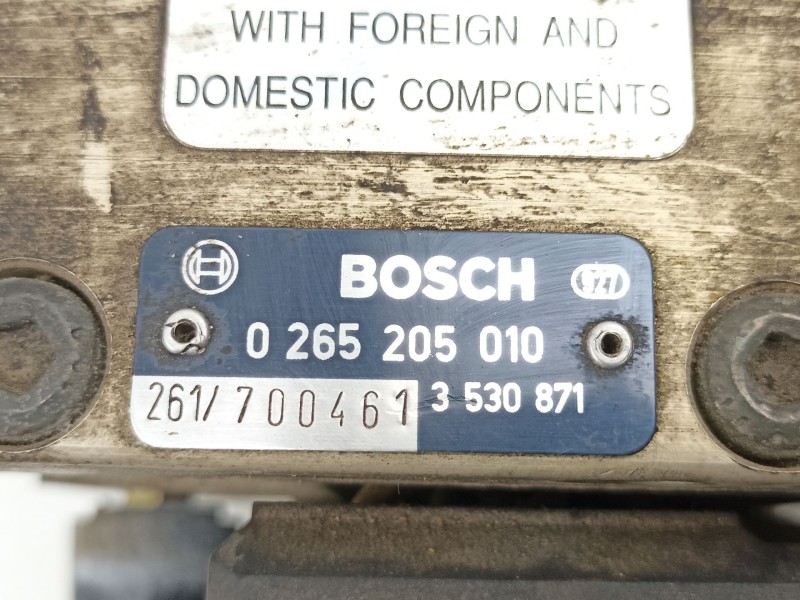 WITH FOREIGN AND
DOMESTIC COMPONENTS
BOSCH
0 265 205 010
261/700461 3 530 871